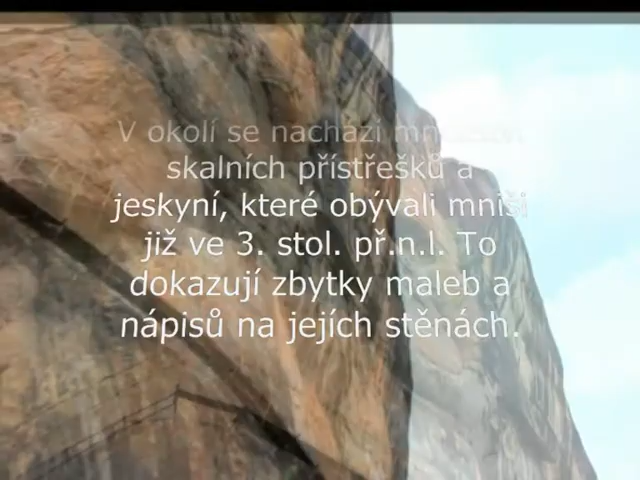 V okolí se nachází
skalních přístřešků a
jeskyní, které obývali mniši
již ve 3. stol. př.n.l. To
dokazují zbytky maleb a
nápisů na jejích stěnách.